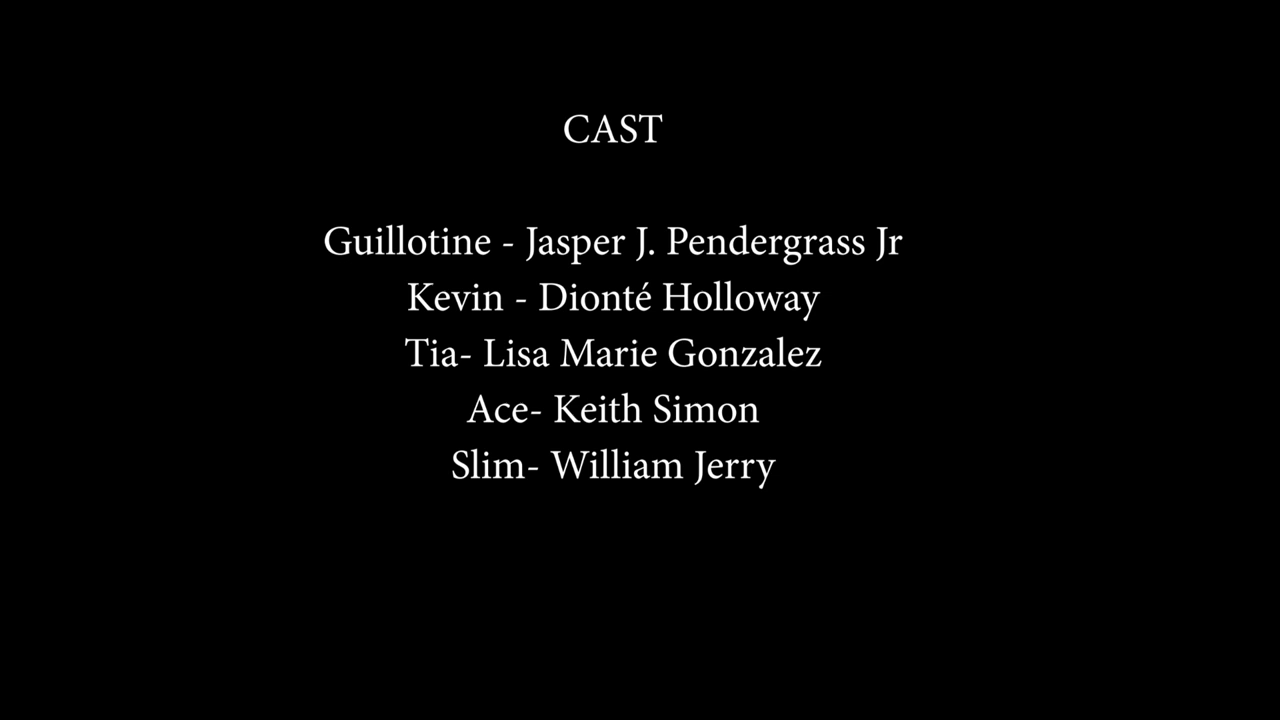 CAST
Guillotine - Jasper J. Pendergrass Jr
Kevin - Dionté Holloway
Tia- Lisa Marie Gonzalez
Ace- Keith Simon
Slim- William Jerry